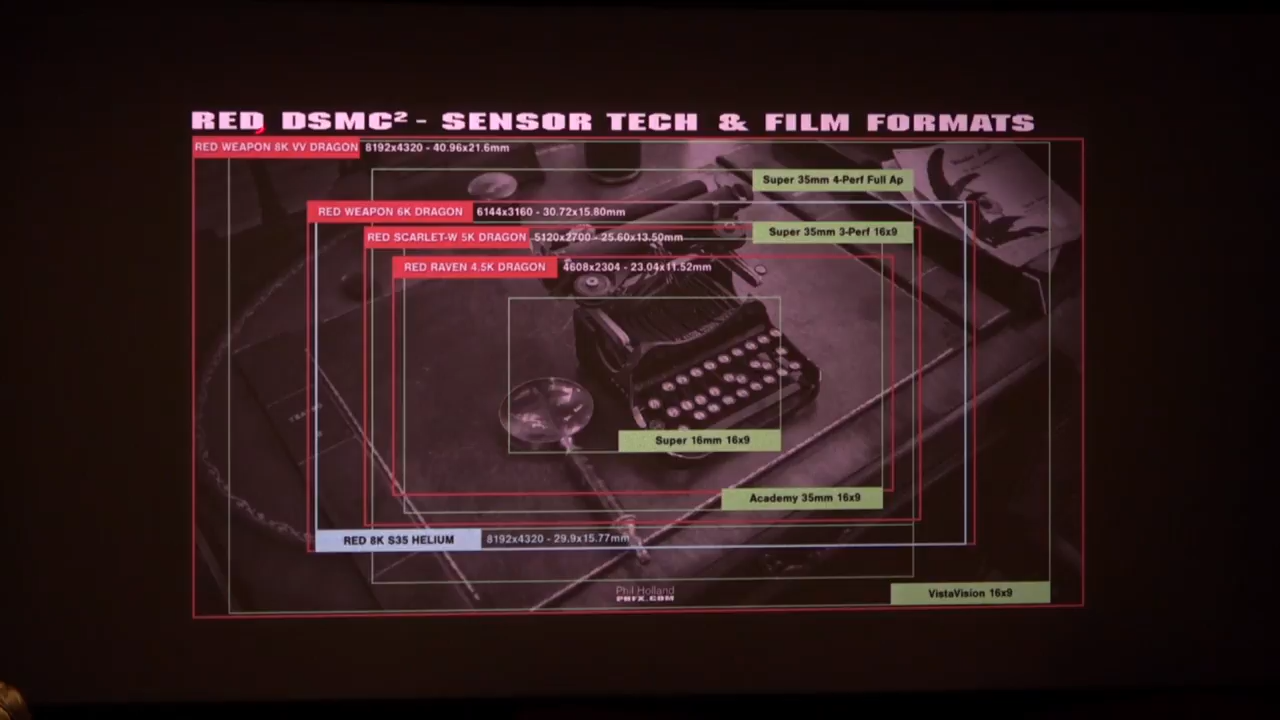 RED DSMC² - SENSOR TECH & FILM FORMATS
RED WEAPON 8K VV DRAGON 8192x4320 - 40.96x21.6mm
Super 35mm 4-Perf Full Ap
RED WEAPON 6K DRAGON 6144x3160 - 30.72x15.80mm
Super 35mm 3-Perf 16x9
RED SCARLET-W 5K DRAGON 5120x2700 - 25.60x13.50mm
RED RAVEN 4.5K DRAGON 4608x2304 - 23.04x11.52mm
Super 16mm 16x9
Academy 35mm 16x9
RED 8K S35 HELIUM 8192x4320 - 29.9x15.77mm
Phil Holland
PHFX.COM
VistaVision 16x9